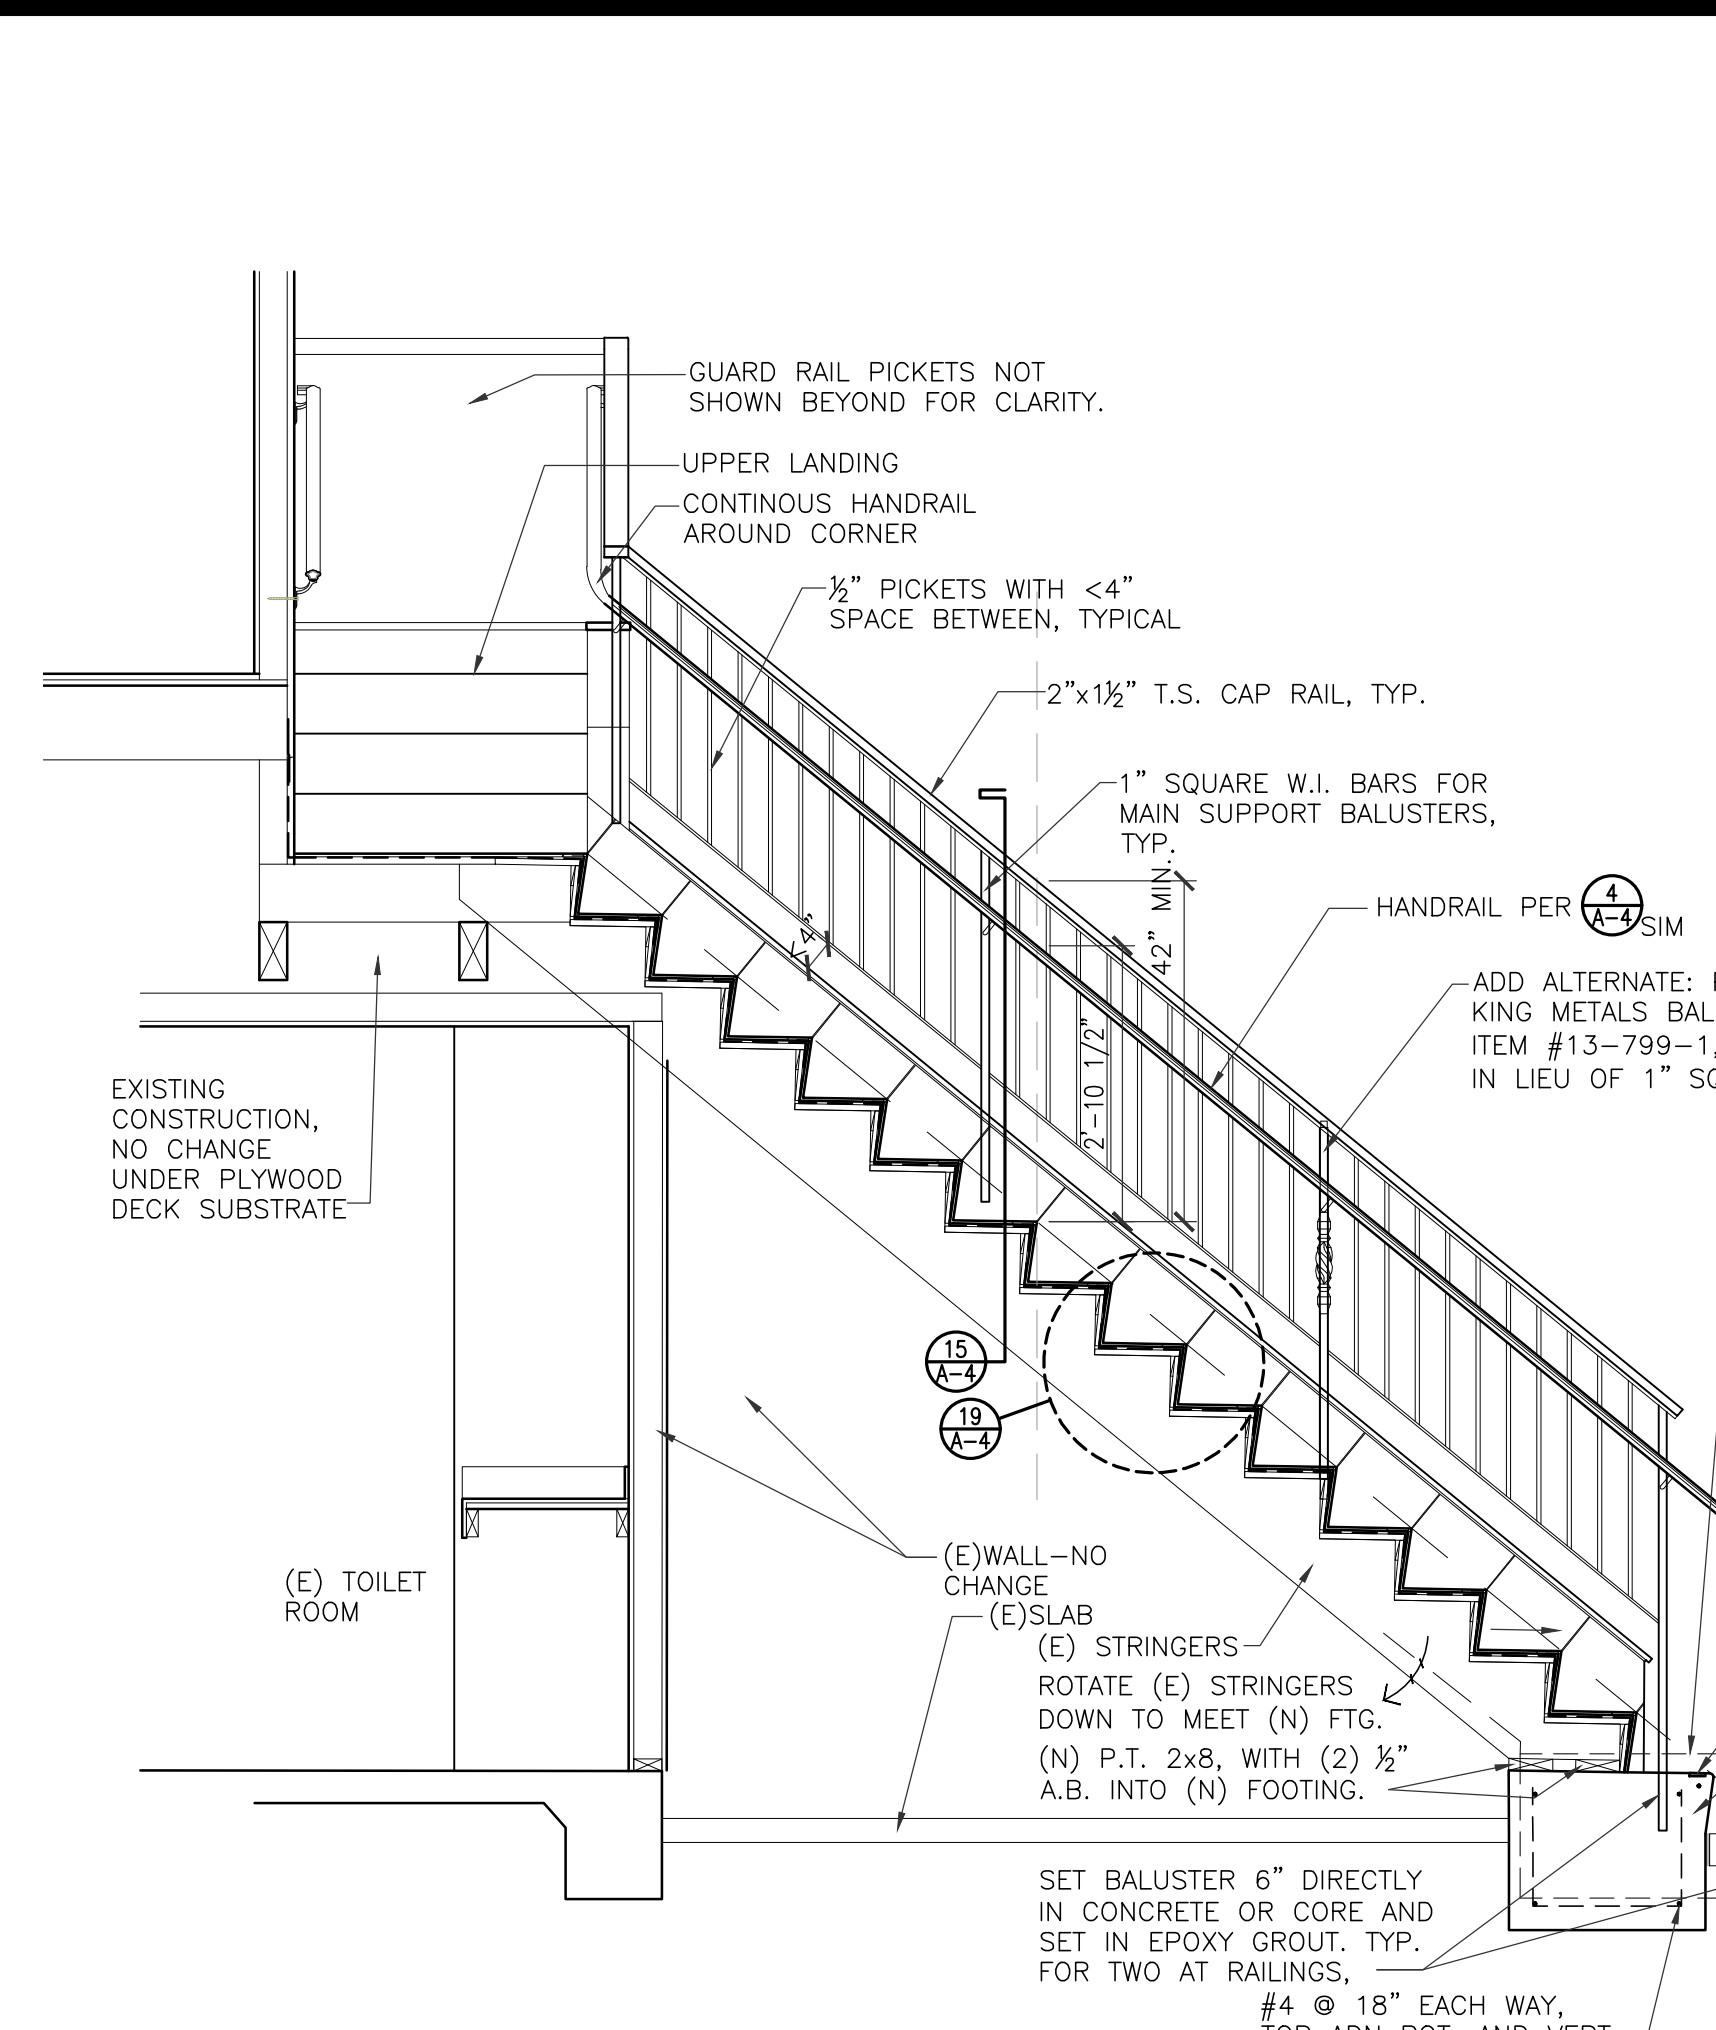 GUARD RAIL PICKETS NOT
SHOWN BEYOND FOR CLARITY.
UPPER LANDING
CONTINOUS HANDRAIL
AROUND CORNER
½” PICKETS WITH <4”
SPACE BETWEEN, TYPICAL
2”x1½” T.S. CAP RAIL, TYP.
1” SQUARE W.I. BARS FOR
MAIN SUPPORT BALUSTERS,
TYP.
42” MIN.
2’-10 1/2”
<4”
HANDRAIL PER
4
A-4
SIM
ADD ALTERNATE:
KING METALS BAL
ITEM #13-799-1,
IN LIEU OF 1” SQ
EXISTING
CONSTRUCTION,
NO CHANGE
UNDER PLYWOOD
DECK SUBSTRATE
15
A-4
19
A-4
(E)WALL-NO
CHANGE
(E)SLAB
(E) TOILET
ROOM
(E) STRINGERS
ROTATE (E) STRINGERS
DOWN TO MEET (N) FTG.
(N) P.T. 2x8, WITH (2) ½”
A.B. INTO (N) FOOTING.
SET BALUSTER 6” DIRECTLY
IN CONCRETE OR CORE AND
SET IN EPOXY GROUT. TYP.
FOR TWO AT RAILINGS,
#4 @ 18” EACH WAY,